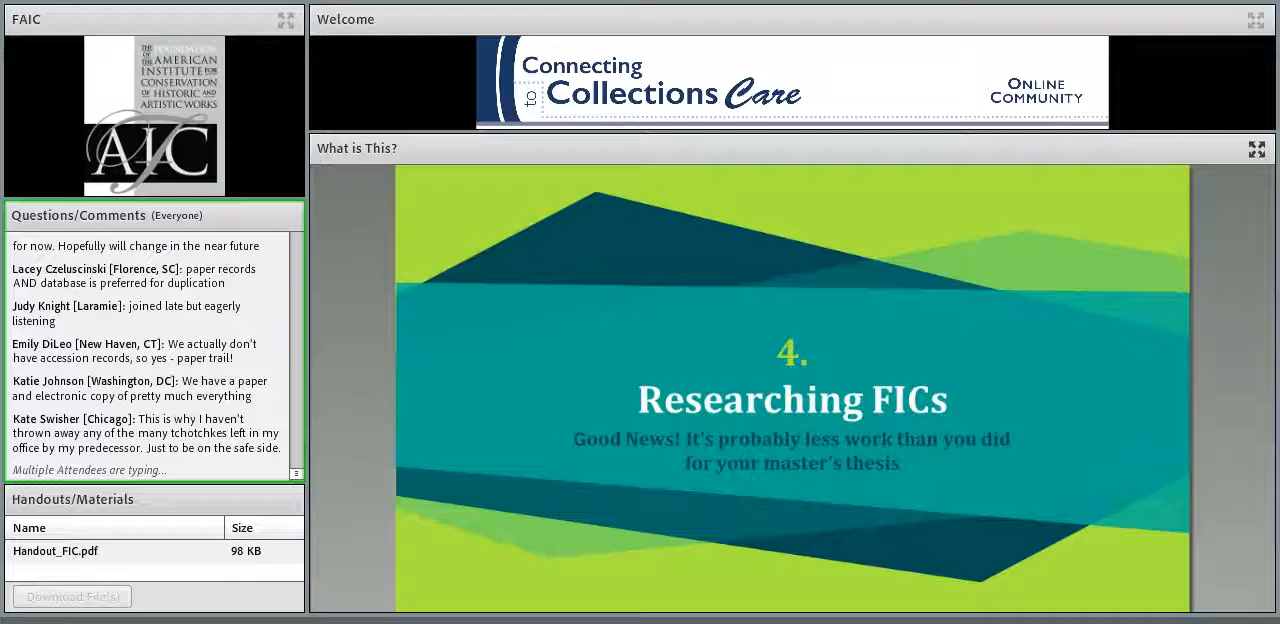 FAIC
THE
FOUNDATION
OF THE AMERICAN
INSTITUTE FOR
CONSERVATION
OF HISTORIC AND
ARTISTIC WORKS
AIC
Questions/Comments (Everyone)
for now. Hopefully will change in the near future
Lacey Czeluscinski [Florence, SC]: paper records
AND database is preferred for duplication
Judy Knight [Laramie]: joined late but eagerly
listening
Emily DiLeo [New Haven, CT]: We actually don't
have accession records, so yes - paper trail!
Katie Johnson [Washington, DC]: We have a paper
and electronic copy of pretty much everything
Kate Swisher [Chicago]: This is why I haven't
thrown away any of the many tchotchkes left in my
office by my predecessor. Just to be on the safe side.
Multiple Attendees are typing...
Handouts/Materials
Name Size
Handout_FIC.pdf 98 KB
Download File(s)
Welcome
Connecting
to Collections Care
ONLINE
COMMUNITY
What is This?
4.
Researching FICs
Good News! It's probably less work than you did
for your master's thesis